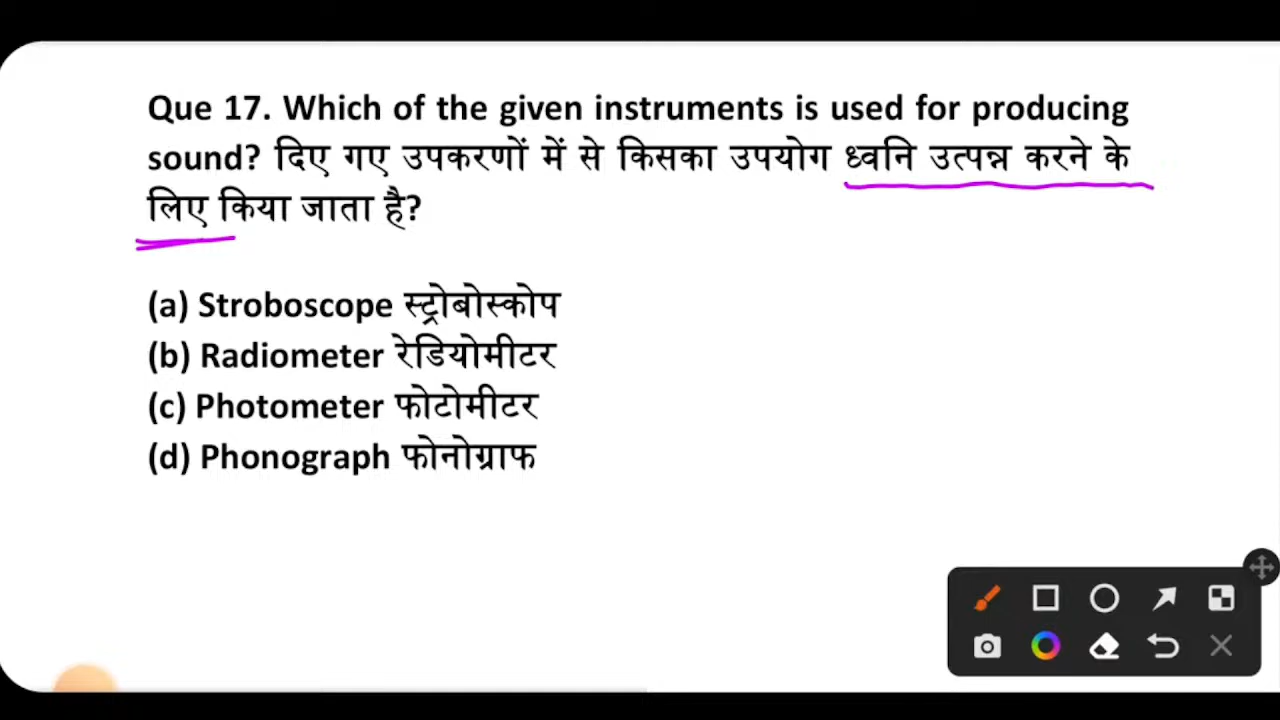 Que 17. Which of the given instruments is used for producing
sound? दिए गए उपकरणों में से किसका उपयोग ध्वनि उत्पन्न करने के
लिए किया जाता है?
(a) Stroboscope स्ट्रोबोस्कोप
(b) Radiometer रेडियोमीटर
(c) Photometer फोटोमीटर
(d) Phonograph फोनोग्राफ